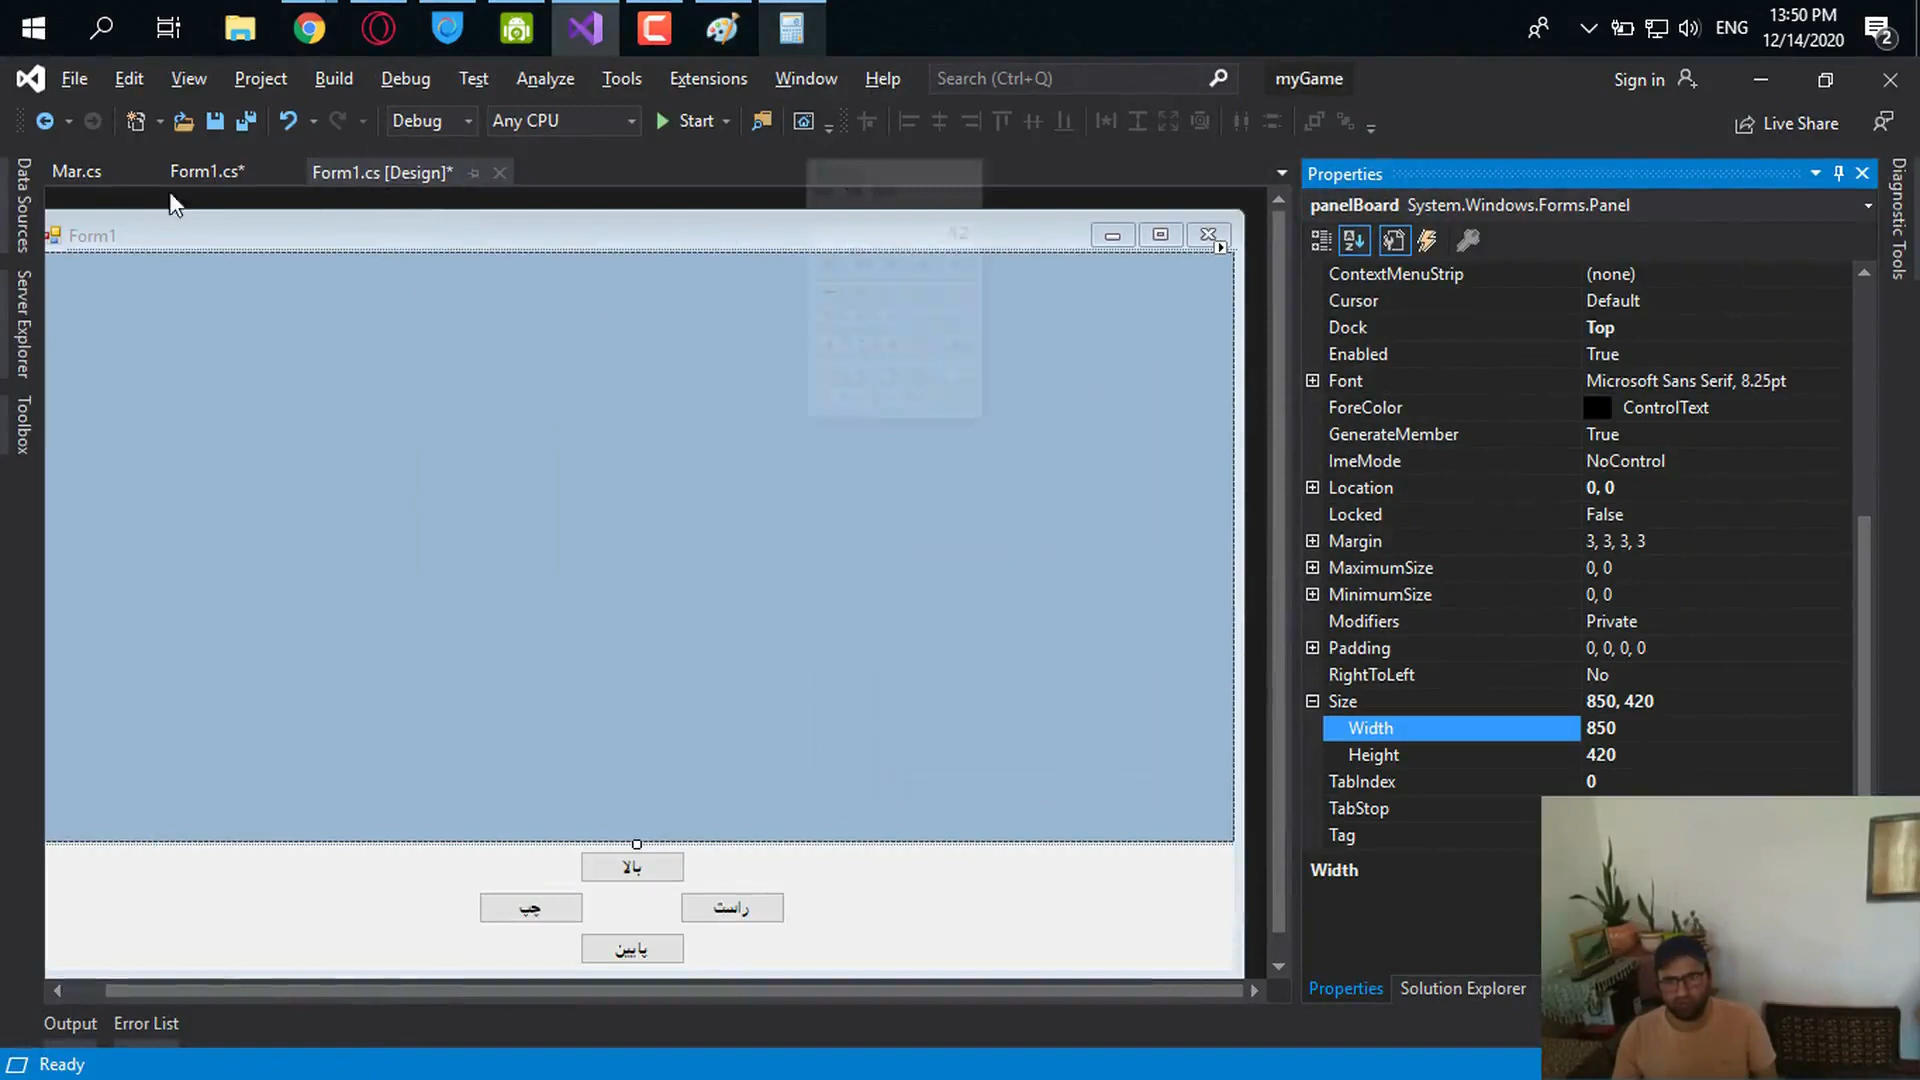 ENG
13:50 PM
12/14/2020
2
File Edit View Project Build Debug Test Analyze Tools Extensions Window Help Search (Ctrl+Q) myGame Sign in
Debug Any CPU Start Live Share
Data Sources
Server Explorer
Toolbox
Mar.cs Form1.cs* Form1.cs [Design]*
Form1
42
بالا
چپ
راست
پایین
Properties
panelBoard System.Windows.Forms.Panel
ContextMenuStrip (none)
Cursor Default
Dock Top
Enabled True
Font Microsoft Sans Serif, 8.25pt
ForeColor ControlText
GenerateMember True
ImeMode NoControl
Location 0, 0
Locked False
Margin 3, 3, 3, 3
MaximumSize 0, 0
MinimumSize 0, 0
Modifiers Private
Padding 0, 0, 0, 0
RightToLeft No
Size 850, 420
Width 850
Height 420
TabIndex 0
TabStop
Tag
Width
Properties Solution Explorer
Diagnostic Tools
Output Error List
Ready